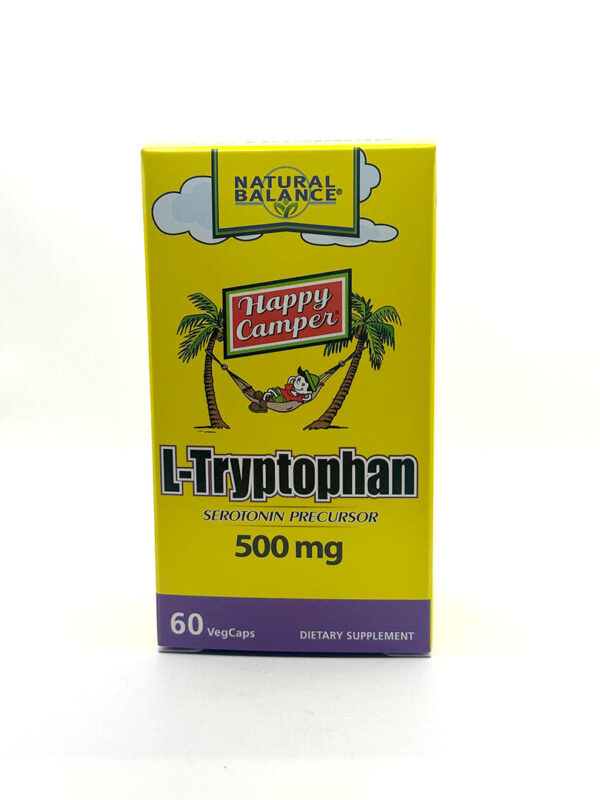 NATURAL
BALANCE®
Happy
Camper®
L-Tryptophan
SEROTONIN PRECURSOR
500 mg
60 VegCaps DIETARY SUPPLEMENT